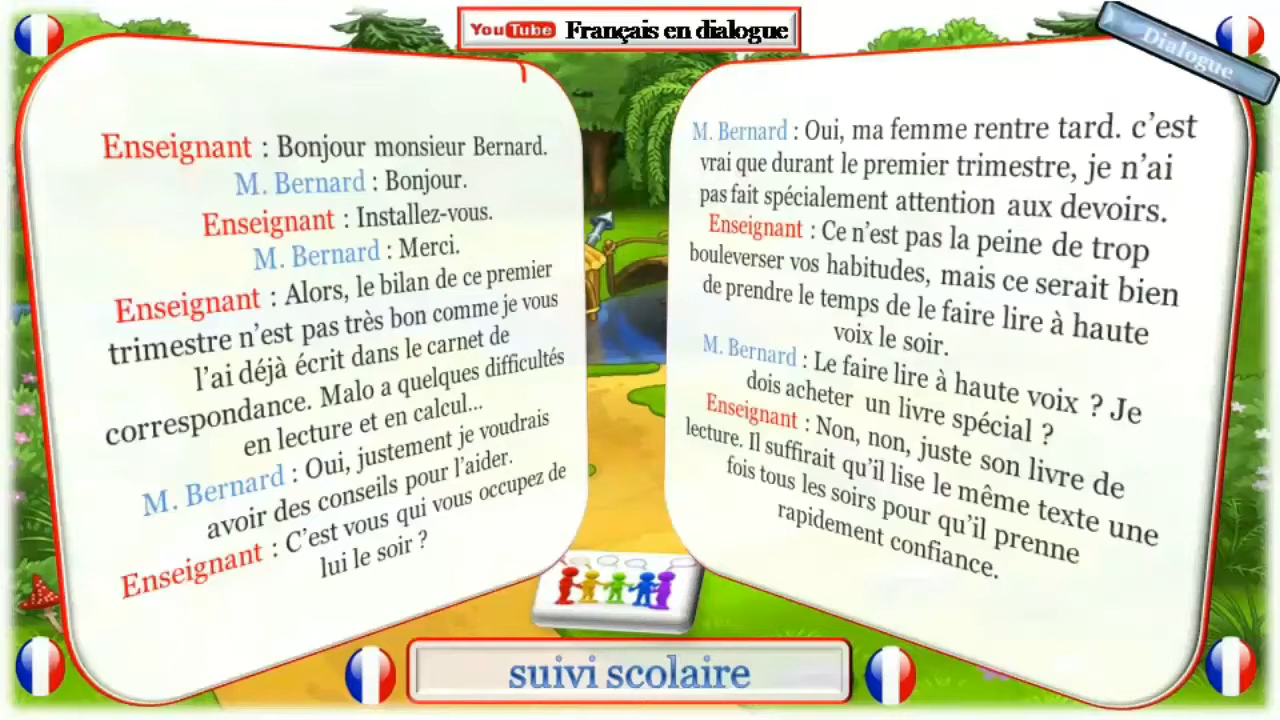 YouTube Français en dialogue
Dialogue
Enseignant : Bonjour monsieur Bernard.
M. Bernard : Bonjour.
Enseignant : Installez-vous.
M. Bernard : Merci.
Enseignant : Alors, le bilan de ce premier
trimestre n'est pas très bon comme je vous
l'ai déjà écrit dans le carnet de
correspondance. Malo a quelques difficultés
en lecture et en calcul...
M. Bernard : Oui, justement je voudrais
avoir des conseils pour l'aider.
Enseignant : C'est vous qui vous occupez de
lui le soir ?
M. Bernard : Oui, ma femme rentre tard. c'est
vrai que durant le premier trimestre, je n'ai
pas fait spécialement attention aux devoirs.
Enseignant : Ce n'est pas la peine de trop
bouleverser vos habitudes, mais ce serait bien
de prendre le temps de le faire lire à haute
voix le soir.
M. Bernard : Le faire lire à haute voix ? Je
dois acheter un livre spécial ?
Enseignant : Non, non, juste son livre de
lecture. Il suffirait qu'il lise le même texte une
fois tous les soirs pour qu'il prenne
rapidement confiance.
suivi scolaire